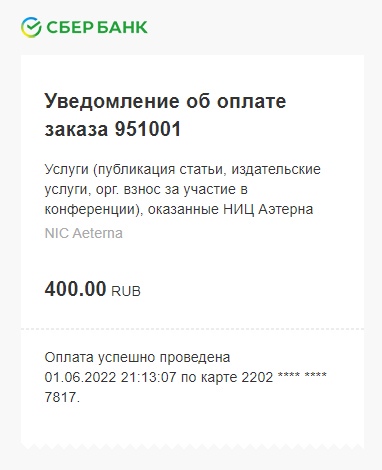 СБЕР БАНК
Уведомление об оплате
заказа 951001
Услуги (публикация статьи, издательские
услуги, орг. взнос за участие в
конференции), оказанные НИЦ Аэтерна
NIC Aeterna
400.00 RUB
Оплата успешно проведена
01.06.2022 21:13:07 по карте 2202 **** ****
7817.